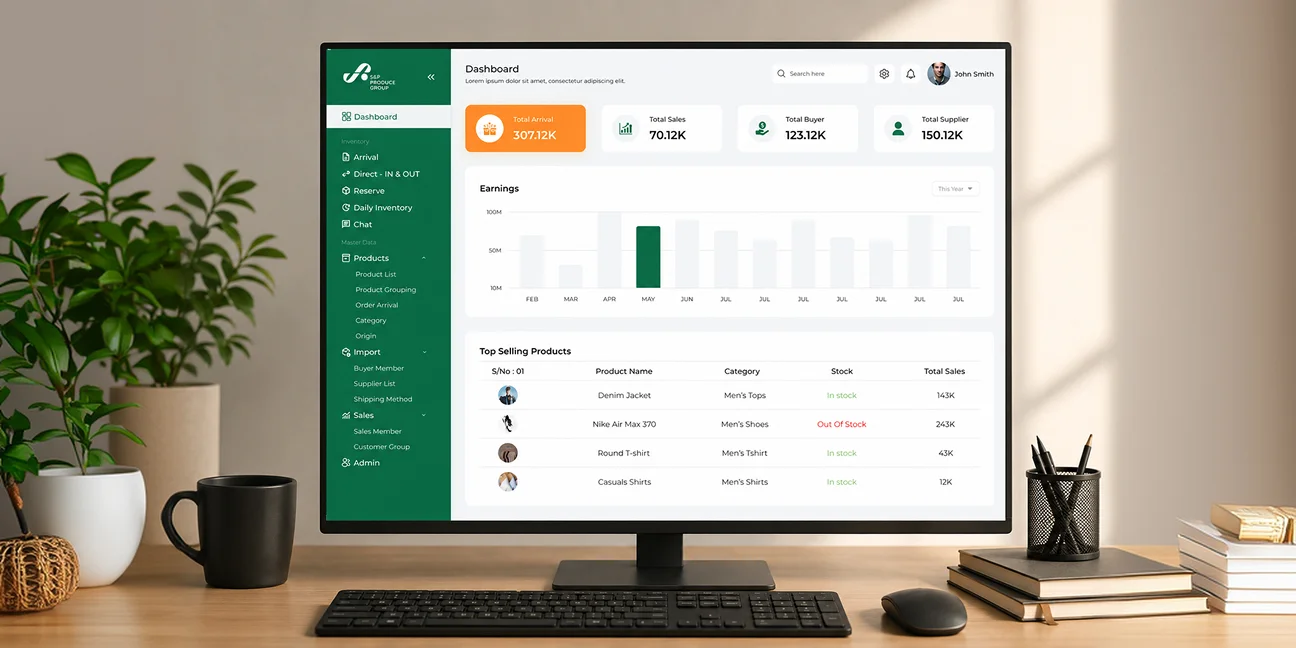 S&P
PRODUCE
GROUP
Dashboard
Inventory
Arrival
Direct - IN & OUT
Reserve
Daily Inventory
Chat
Master Data
Products
Product List
Product Grouping
Order Arrival
Category
Origin
Import
Buyer Member
Supplier List
Shipping Method
Sales
Sales Member
Customer Group
Admin
Dashboard
Lorem ipsum dolor sit amet, consectetur adipiscing elit.
Search here
John Smith
Total Arrival
307.12K
Total Sales
70.12K
Total Buyer
123.12K
Total Supplier
150.12K
Earnings
This Year
100M
50M
10M
FEB MAR APR MAY JUN JUL JUL JUL JUL JUL JUL JUL
Top Selling Products
S/No : 01 Product Name Category Stock Total Sales
Denim Jacket Men's Tops In stock 143K
Nike Air Max 370 Men's Shoes Out Of Stock 243K
Round T-shirt Men's Tshirt In stock 43K
Casuals Shirts Men's Shirts In stock 12K